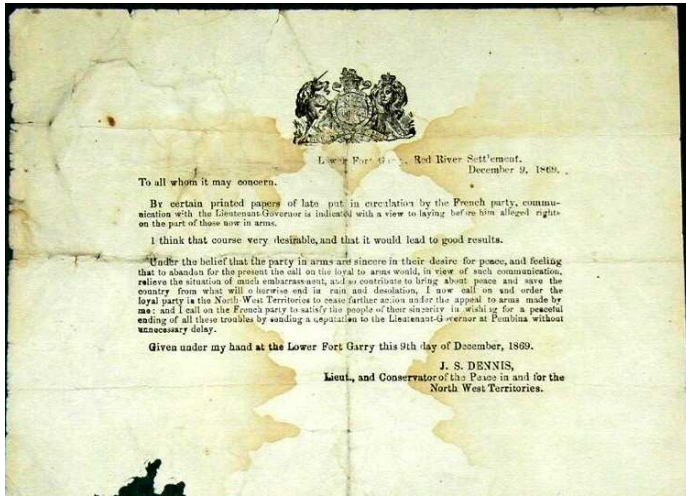 Lower Fort Garry, Red River Settlement.
December 9, 1869.
To all whom it may concern.
By certain printed papers of late put in circulation by the French party, commu-
nication with the Lieutenant-Governor is indicated with a view to laying before him alleged rights
on the part of those now in arms.
I think that course very desirable, and that it would lead to good results.
Under the belief that the party in arms are sincere in their desire for peace, and feeling
that to abandon for the present the call on the loyal to arms would, in view of such communication,
relieve the situation of much embarrassment, and so contribute to bring about peace and save the
country from what will otherwise end in ruin and desolation, I now call on and order the
loyal party in the North-West Territories to cease further action under the appeal to arms made by
me: and I call on the French party to satisfy the people of their sincerity in wishing for a peaceful
ending of all these troubles by sending a deputation to the Lieutenant-Governor at Pembina without
unnecessary delay.
Given under my hand at the Lower Fort Garry this 9th day of December, 1869.
J. S. DENNIS,
Lieut., and Conservator of the Peace in and for the
North West Territories.